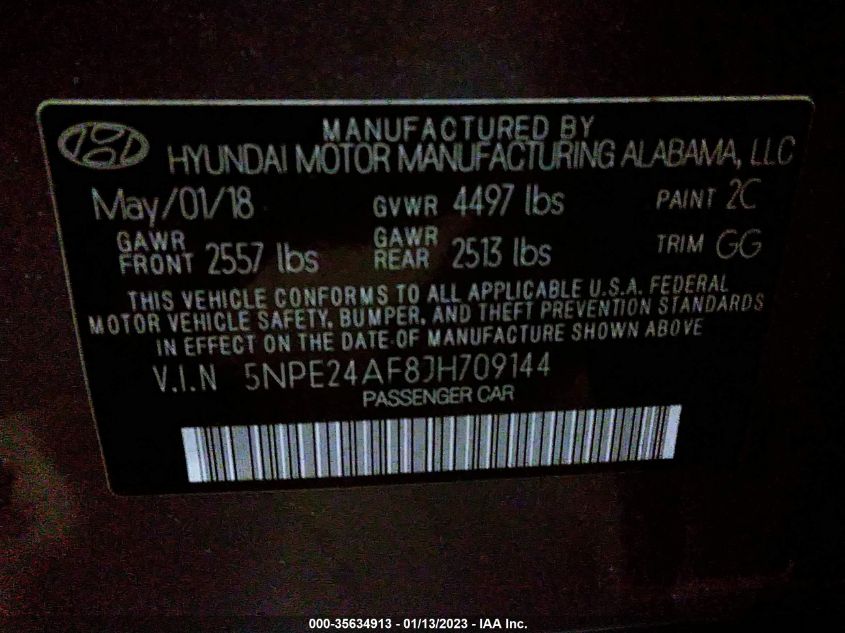 MANUFACTURED BY
HYUNDAI MOTOR MANUFACTURING ALABAMA, LLC
May/01/18 GVWR 4497 lbs PAINT 2C
GAWR FRONT 2557 lbs GAWR REAR 2513 lbs TRIM GG
THIS VEHICLE CONFORMS TO ALL APPLICABLE U.S.A. FEDERAL
MOTOR VEHICLE SAFETY, BUMPER, AND THEFT PREVENTION STANDARDS
IN EFFECT ON THE DATE OF MANUFACTURE SHOWN ABOVE
V.I.N 5NPE24AF8JH709144
PASSENGER CAR
000-35634913 - 01/13/2023 - IAA Inc.